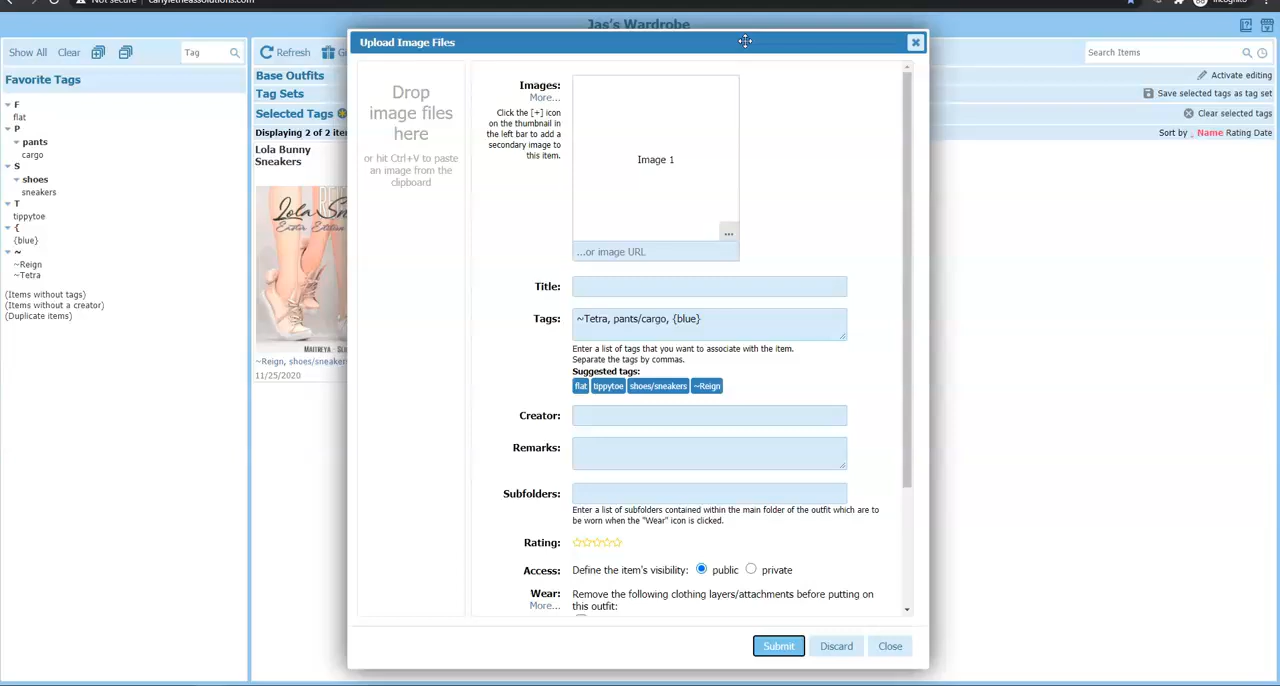 Not secure
Incognito
Jas's Wardrobe
Show All Clear Tag
Favorite Tags
F
flat
P
pants
cargo
S
shoes
sneakers
T
tippytoe
{
{blue}
~
~Reign
~Tetra
(Items without tags)
(Items without a creator)
(Duplicate items)
Refresh
Search Items
Base Outfits
Activate editing
Tag Sets
Save selected tags as tag set
Selected Tags
Clear selected tags
Displaying 2 of 2
Sort by Name Rating Date
Lola Bunny
Sneakers
~Reign, shoes/sneakers
11/25/2020
Upload Image Files
Drop
image files
here
or hit Ctrl+V to paste
an image from the
clipboard
Images:
More...
Click the [+] icon
on the thumbnail in
the left bar to add a
secondary image to
this item.
Image 1
...
...or image URL
Title:
Tags: ~Tetra, pants/cargo, {blue}
Enter a list of tags that you want to associate with the item.
Separate the tags by commas.
Suggested tags:
flat tippytoe shoes/sneakers ~Reign
Creator:
Remarks:
Subfolders:
Enter a list of subfolders contained within the main folder of the outfit which are to
be worn when the "Wear" icon is clicked.
Rating:
Access: Define the item's visibility: public private
Wear: Remove the following clothing layers/attachments before putting on
More... this outfit:
Submit Discard Close